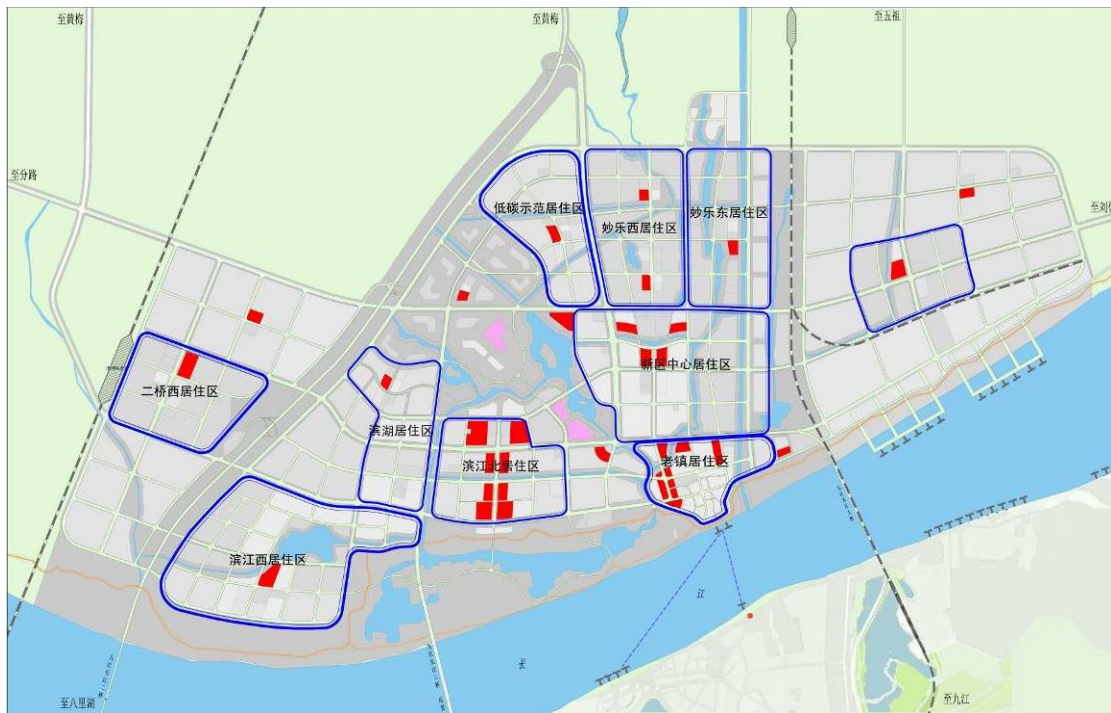 至黄梅
至黄梅
至五祖
至分路
低碳示范居住区
妙乐西居住区
妙乐东居住区
新区中心居住区
二桥西居住区
滨湖居住区
滨江北居住区
老镇居住区
滨江西居住区
江
长
至八里湖
至九江